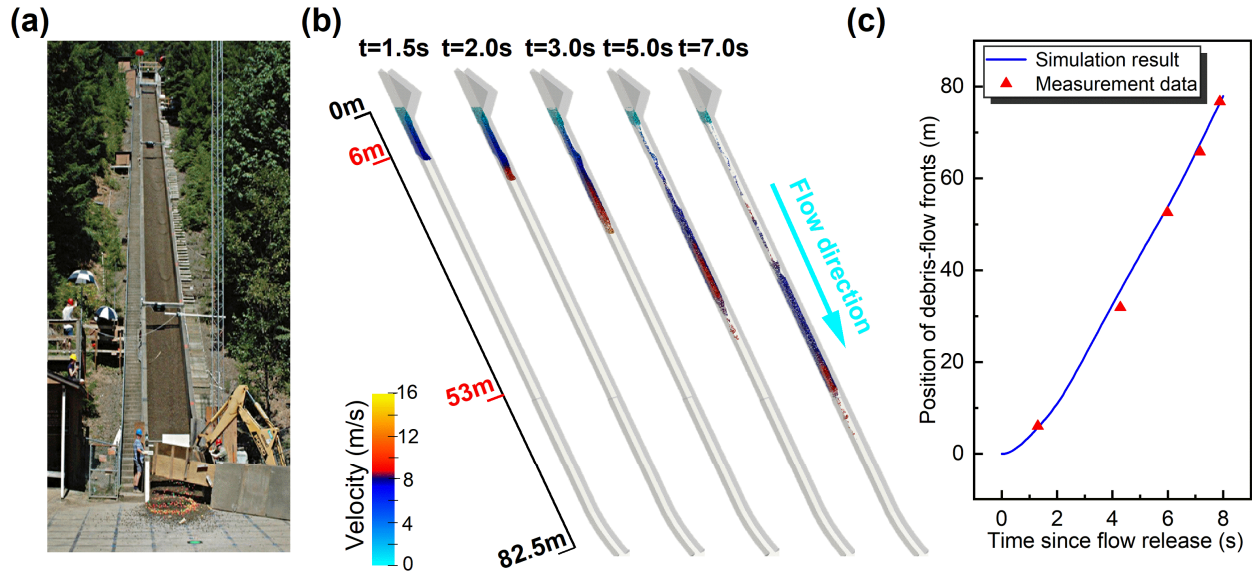 (a)
(b)
t=1.5s t=2.0s t=3.0s t=5.0s t=7.0s
0m
6m
53m
82.5m
Flow direction
Velocity (m/s)
16
12
8
4
0
(c)
Simulation result
Measurement data
Position of debris-flow fronts (m)
80
60
40
20
0
0 2 4 6 8
Time since flow release (s)